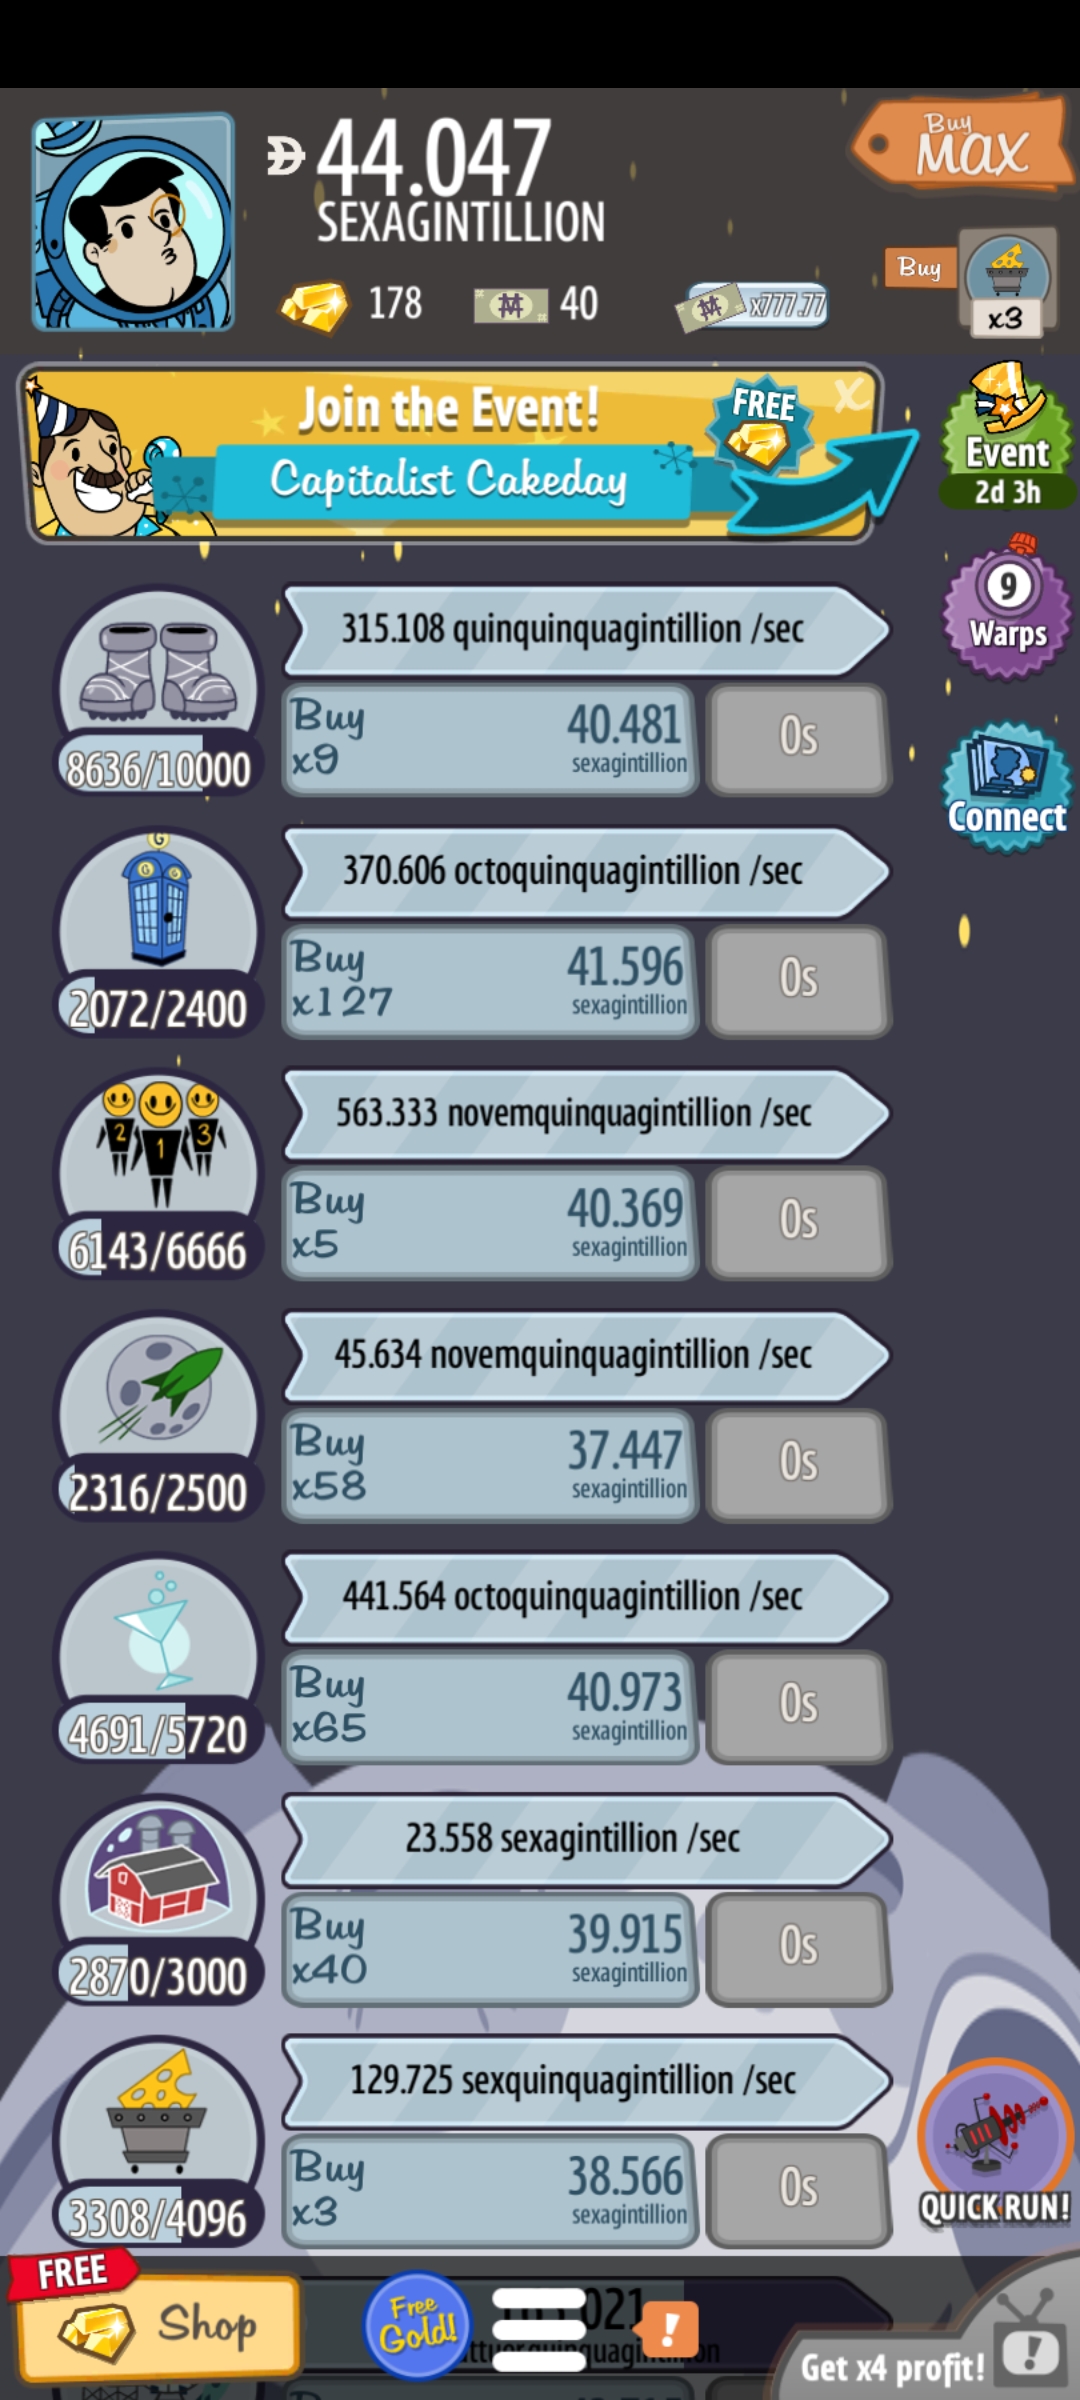 44.047
SEXAGINTILLION
Buy
MAX
178
40
x777.77
Buy
x3
Join the Event!
Capitalist Cakeday
FREE
X
Event
2d 3h
9
Warps
Connect
315.108 quinquinquagintillion /sec
8636/10000
Buy
x9
40.481
sexagintillion
0s
G
G G
370.606 octoquinquagintillion /sec
2072/2400
Buy
x127
41.596
sexagintillion
0s
2 1 3
563.333 novemquinquagintillion /sec
6143/6666
Buy
x5
40.369
sexagintillion
0s
45.634 novemquinquagintillion /sec
2316/2500
Buy
x58
37.447
sexagintillion
0s
441.564 octoquinquagintillion /sec
4691/5720
Buy
x65
40.973
sexagintillion
0s
23.558 sexagintillion /sec
2870/3000
Buy
x40
39.915
sexagintillion
0s
129.725 sexquinquagintillion /sec
3308/4096
Buy
x3
38.566
sexagintillion
0s
QUICK RUN!
FREE
Shop
Free
Gold!
!
Get x4 profit!
!